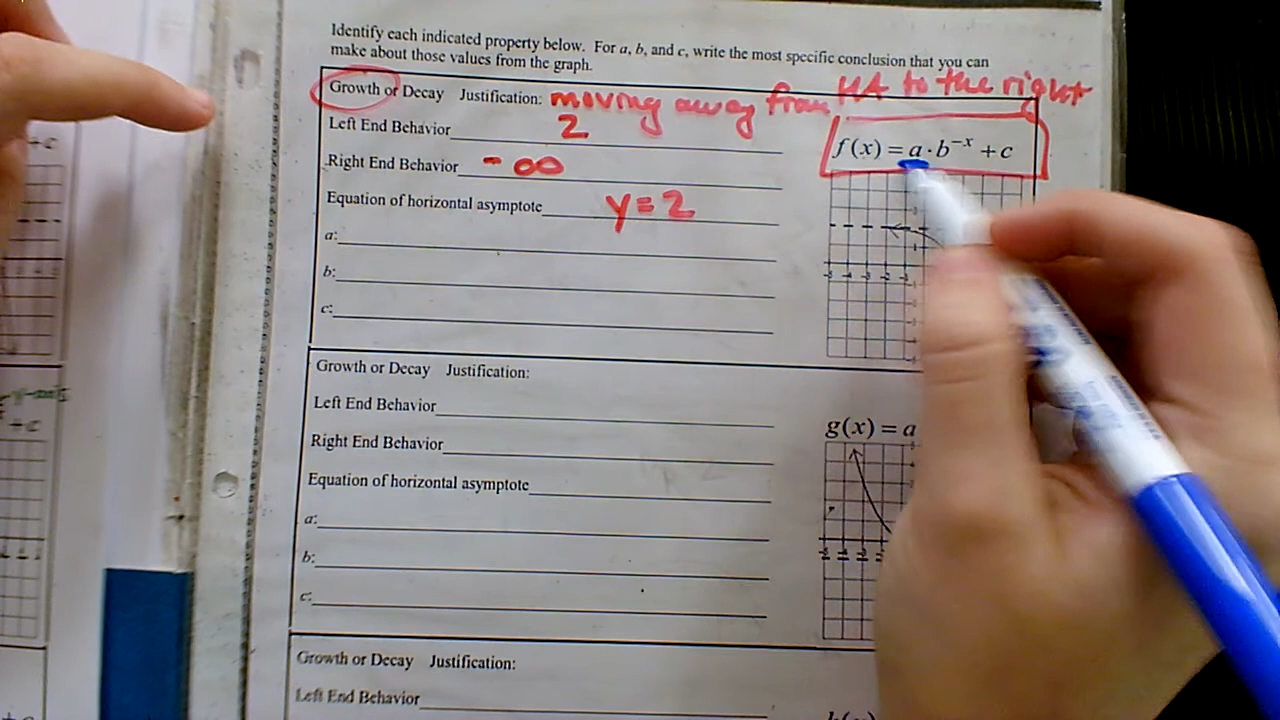 Identify each indicated property below. For a, b, and c, write the most specific conclusion that you can
make about those values from the graph.
Growth or Decay Justification: moving away from HA to the right
Left End Behavior 2
f(x) = a · b^{-x} + c
Right End Behavior - ∞
Equation of horizontal asymptote y = 2
a:
b:
c:
Growth or Decay Justification:
Left End Behavior
g(x) = a
Right End Behavior
Equation of horizontal asymptote
a:
b:
c:
Growth or Decay Justification:
Left End Behavior
+c
+c